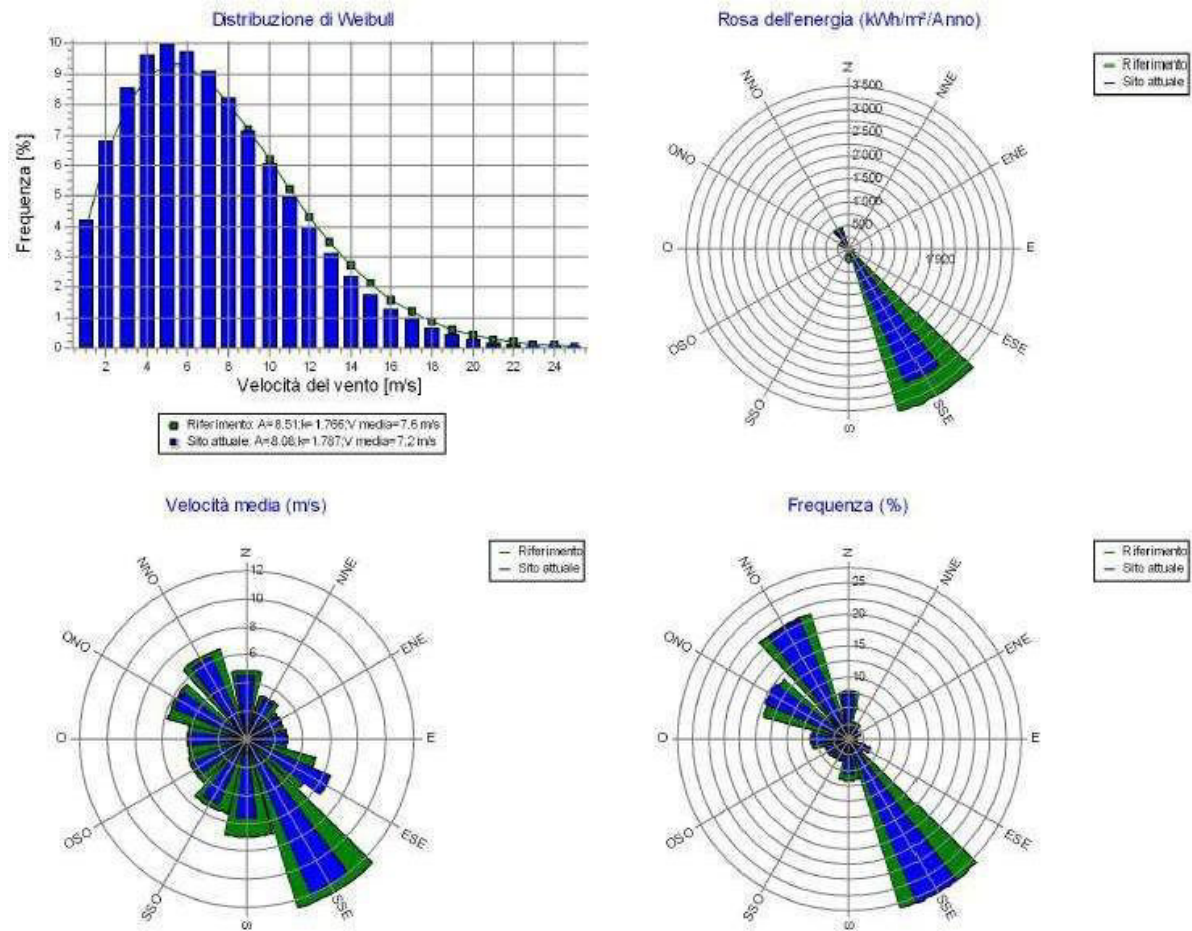 Distribuzione di Weibull
Frequenza [%]
10
9
8
7
6
5
4
3
2
1
0
2 4 6 8 10 12 14 16 18 20 22 24
Velocità del vento [m/s]
Riferimento: A=8.51;k=1.766;V media=7.6 m/s
Sito attuale: A=8.08;k=1.787;V media=7.2 m/s
Rosa dell'energia (kWh/m²/Anno)
Riferimento
Sito attuale
N
NNE
ENE
E
ESE
SSE
S
SSO
OSO
O
ONO
NNO
3 500
3 000
2 500
2 000
1 500
1 000
500
Velocità media (m/s)
Riferimento
Sito attuale
N
NNE
ENE
E
ESE
SSE
S
SSO
OSO
O
ONO
NNO
12
10
8
6
Frequenza (%)
Riferimento
Sito attuale
N
NNE
ENE
E
ESE
SSE
S
SSO
OSO
O
ONO
NNO
25
20
15
10